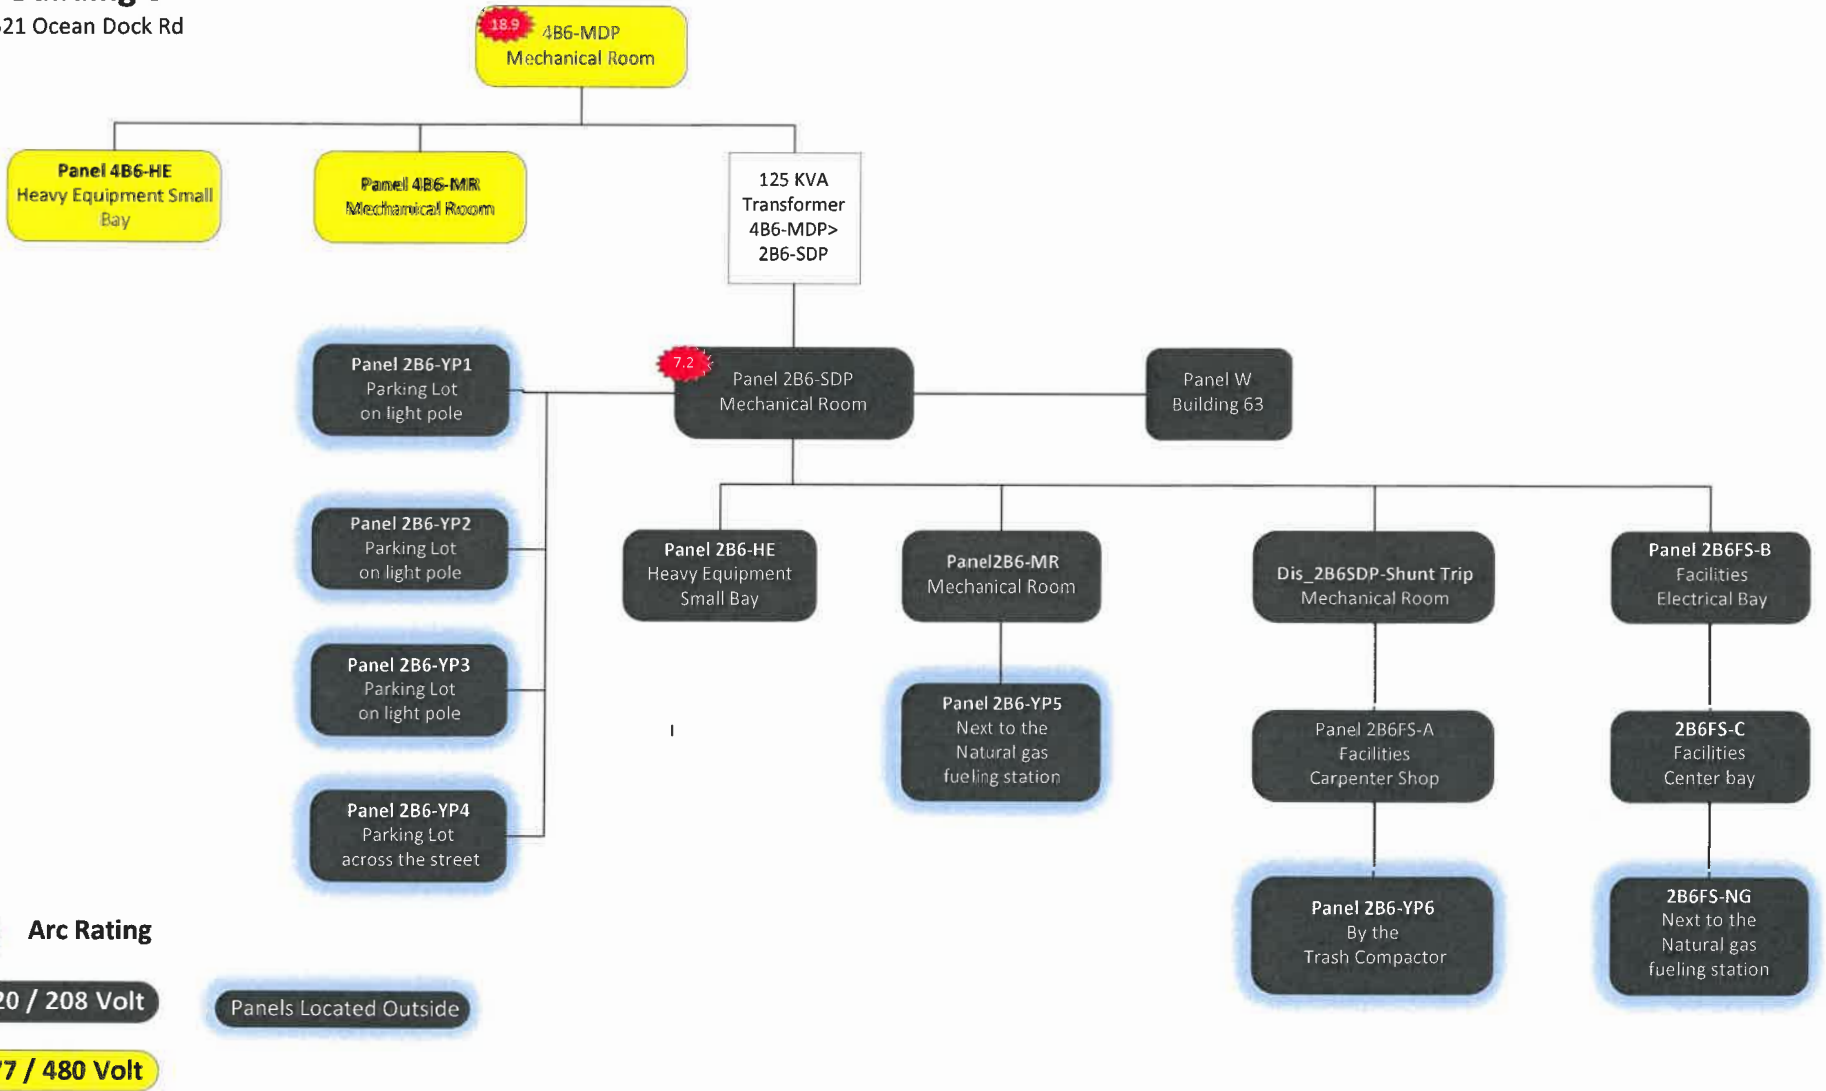 21 Ocean Dock Rd
18.9
4B6-MDP
Mechanical Room
Panel 4B6-HE
Heavy Equipment Small
Bay
Panel 4B6-MR
Mechanical Room
125 KVA
Transformer
4B6-MDP>
2B6-SDP
Panel 2B6-YP1
Parking Lot
on light pole
7.2
Panel 2B6-SDP
Mechanical Room
Panel W
Building 63
Panel 2B6-YP2
Parking Lot
on light pole
Panel 2B6-HE
Heavy Equipment
Small Bay
Panel2B6-MR
Mechanical Room
Dis_2B6SDP-Shunt Trip
Mechanical Room
Panel 2B6FS-B
Facilities
Electrical Bay
Panel 2B6-YP3
Parking Lot
on light pole
Panel 2B6-YP5
Next to the
Natural gas
fueling station
Panel 2B6FS-A
Facilities
Carpenter Shop
2B6FS-C
Facilities
Center bay
Panel 2B6-YP4
Parking Lot
across the street
Panel 2B6-YP6
By the
Trash Compactor
2B6FS-NG
Next to the
Natural gas
fueling station
Arc Rating
20 / 208 Volt
Panels Located Outside
77 / 480 Volt